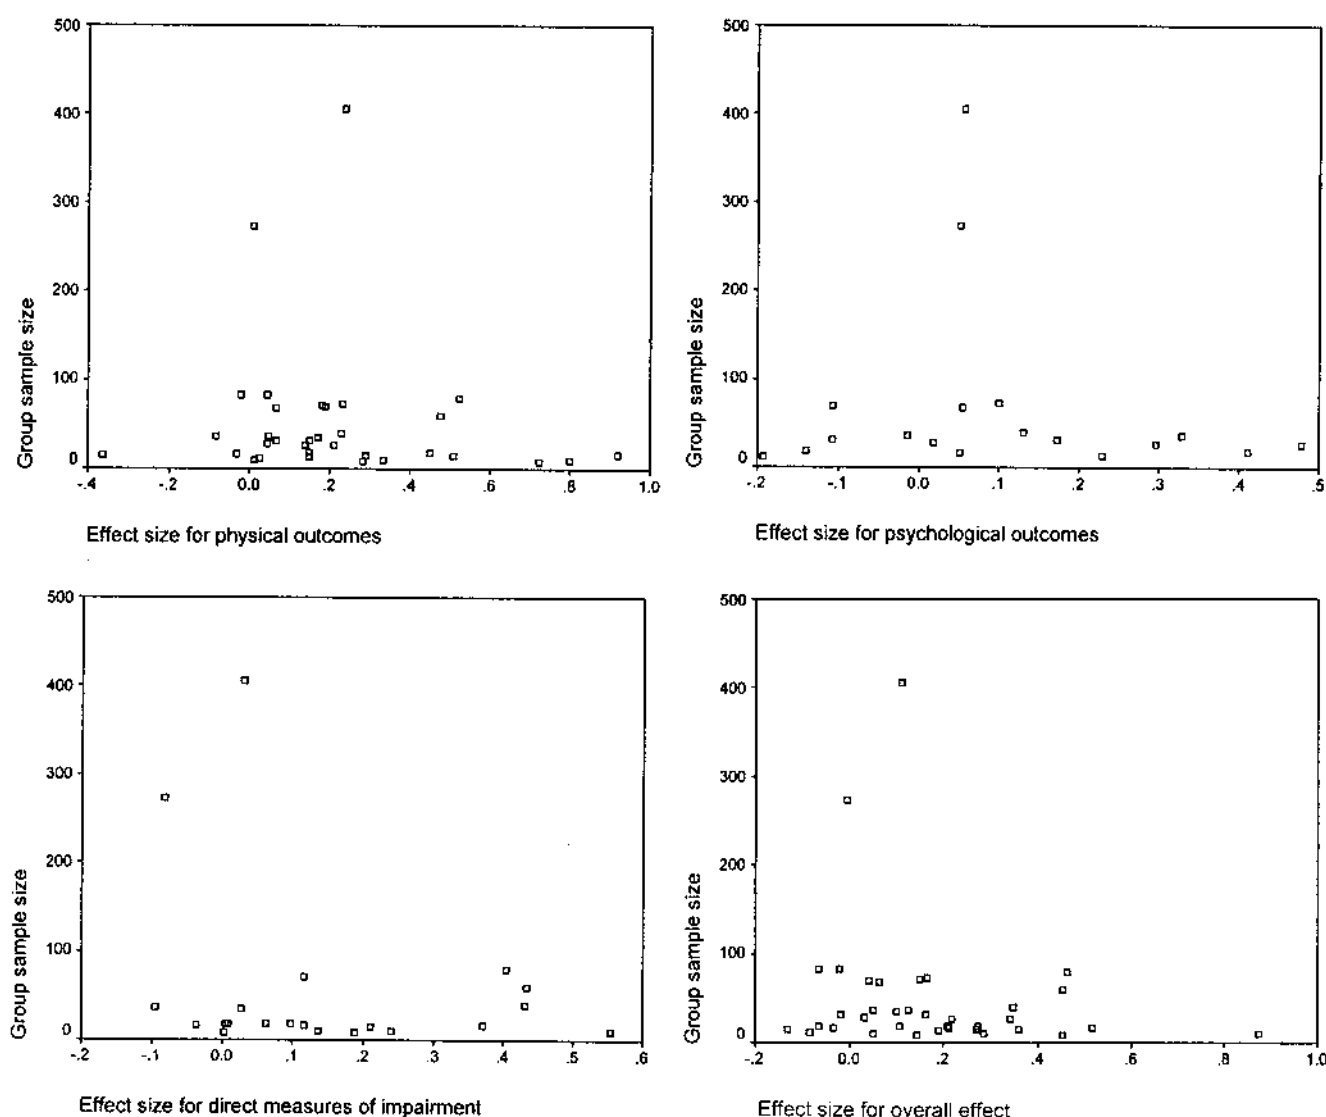 500
400
300
200
100
0
Group sample size
-.4 -.2 0.0 .2 .4 .6 .8 1.0
Effect size for physical outcomes
500
400
300
200
100
0
Group sample size
-.2 -.1 0.0 .1 .2 .3 .4 .5
Effect size for psychological outcomes
500
400
300
200
100
0
Group sample size
-.2 -.1 0.0 .1 .2 .3 .4 .5 .6
Effect size for direct measures of impairment
500
400
300
200
100
0
Group sample size
-.2 0.0 .2 .4 .6 .8 1.0
Effect size for overall effect